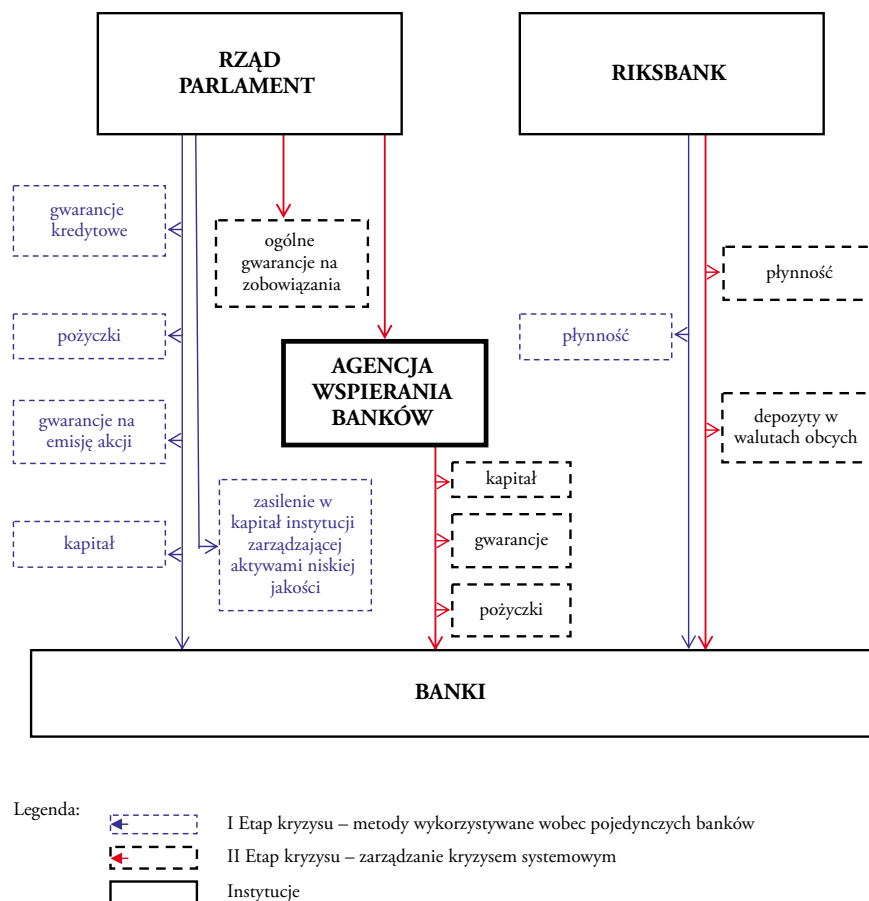 RZĄD
PARLAMENT
RIKSBANK
gwarancje
kredytowe
ogólne
gwarancje na
zobowiązania
płynność
pożyczki
płynność
AGENCJA
WSPIERANIA
BANKÓW
gwarancje na
emisję akcji
depozyty w
walutach obcych
kapitał
zasilenie w
kapitał instytucji
zarządzającej
aktywami niskiej
jakości
kapitał
gwarancje
pożyczki
BANKI
Legenda:
I Etap kryzysu – metody wykorzystywane wobec pojedynczych banków
II Etap kryzysu – zarządzanie kryzysem systemowym
Instytucje